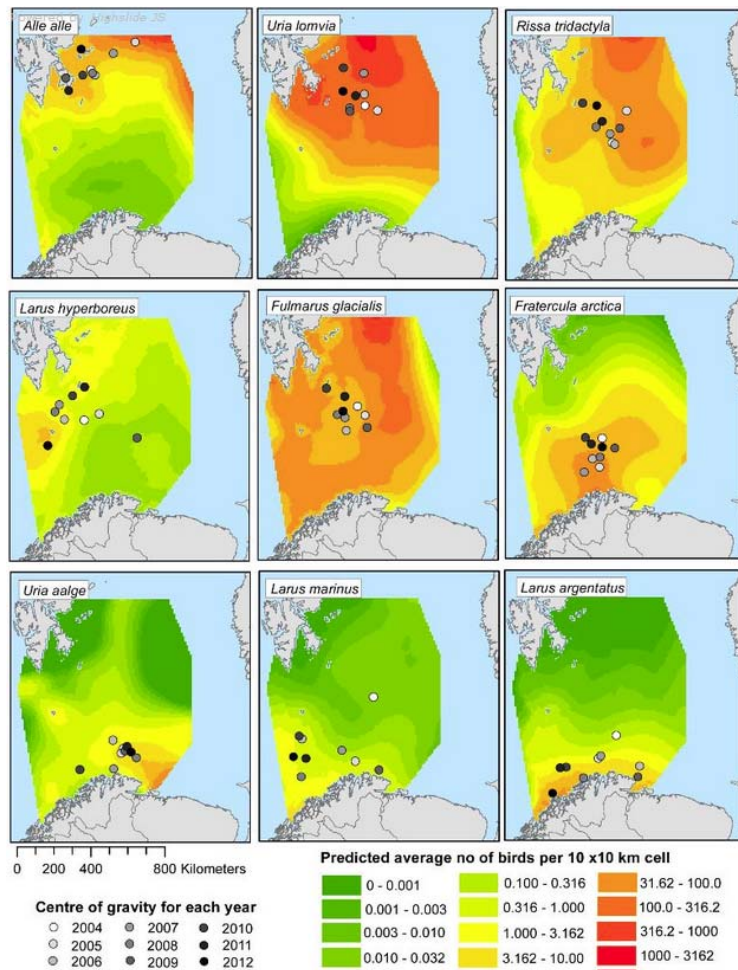 Powered by Highslide JS
Alle alle
Uria lomvia
Rissa tridactyla
Larus hyperboreus
Fulmarus glacialis
Fratercula arctica
Uria aalge
Larus marinus
Larus argentatus
0 200 400 800 Kilometers
Centre of gravity for each year
2004 2007 2010
2005 2008 2011
2006 2009 2012
Predicted average no of birds per 10 x10 km cell
0 - 0.001 0.100 - 0.316 31.62 - 100.0
0.001 - 0.003 0.316 - 1.000 100.0 - 316.2
0.003 - 0.010 1.000 - 3.162 316.2 - 1000
0.010 - 0.032 3.162 - 10.00 1000 - 3162